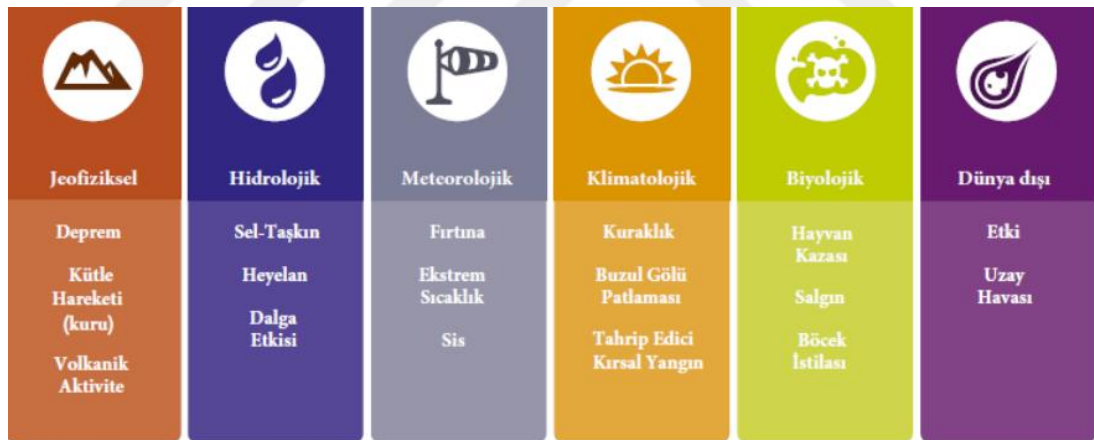 Jeofiziksel
Deprem
Kütle
Hareketi
(kuru)
Volkanik
Aktivite
Hidrolojik
Sel-Taşkın
Heyelan
Dalga
Etkisi
Meteorolojik
Fırtına
Ekstrem
Sıcaklık
Sis
Klimatolojik
Kuraklık
Buzul Gölü
Patlaması
Tahrip Edici
Kırsal Yangın
Biyolojik
Hayvan
Kazası
Salgın
Böcek
İstilası
Dünya dışı
Etki
Uzay
Havası